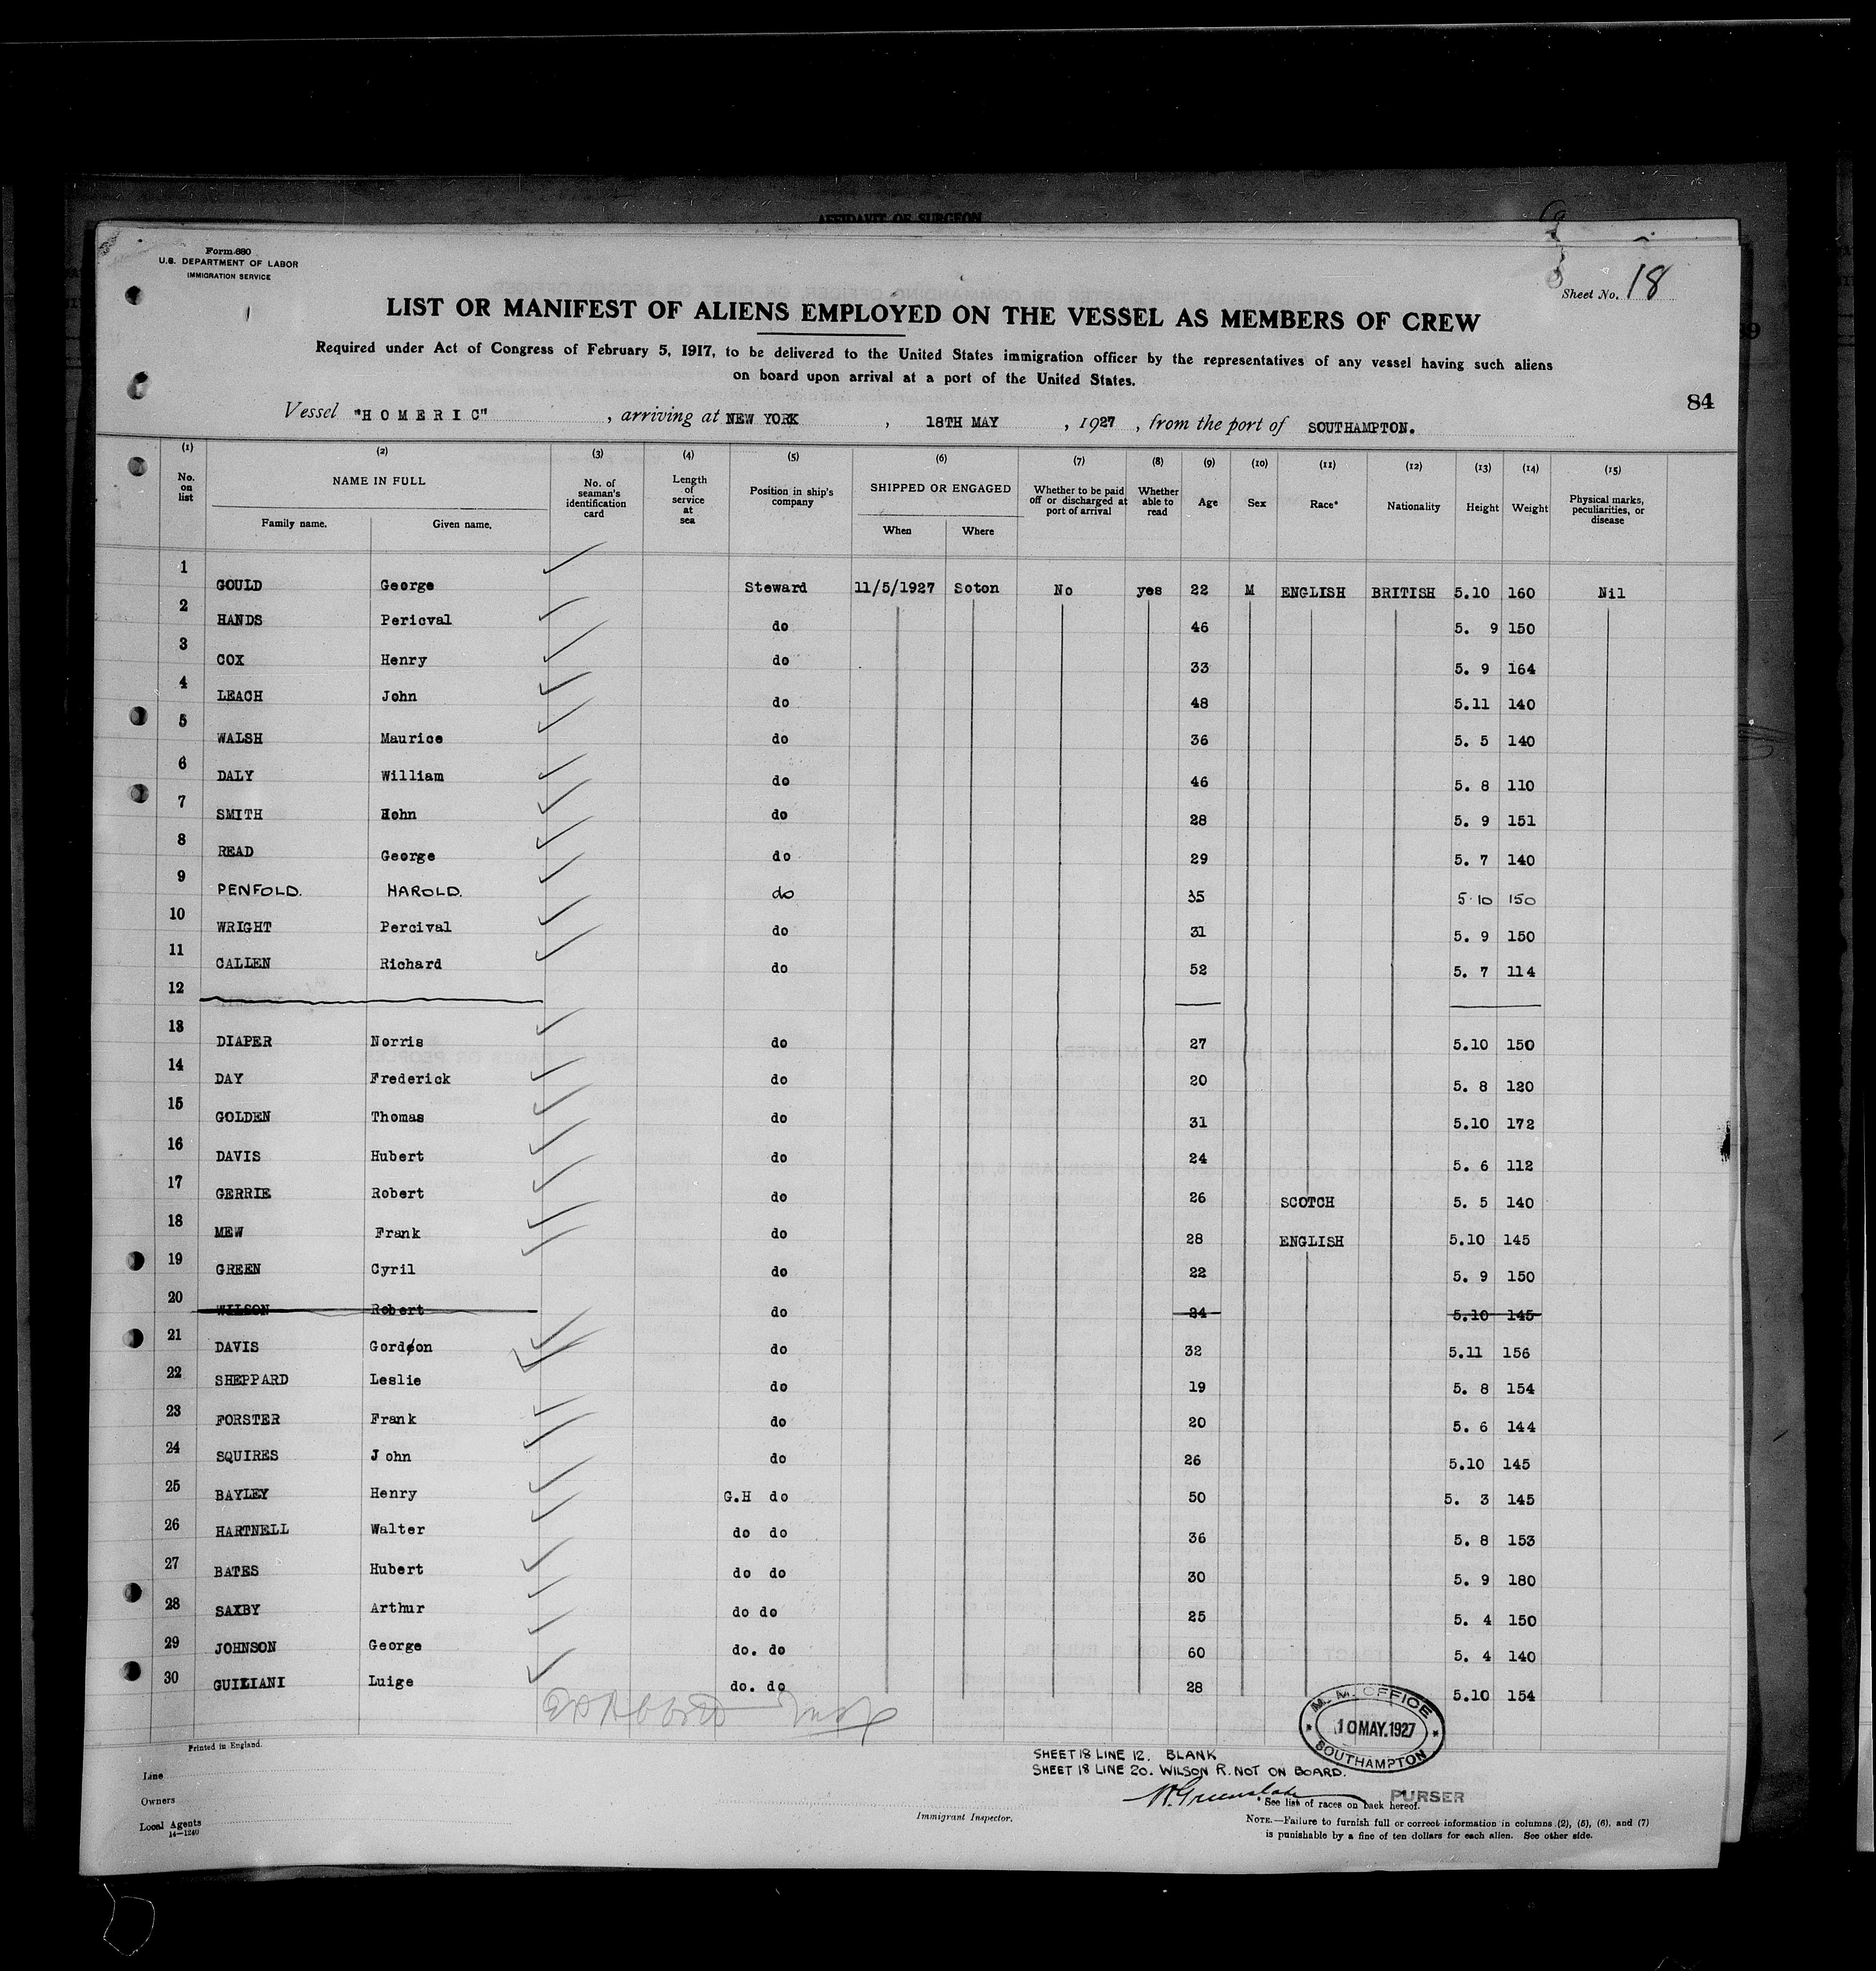 AFFIDAVIT OF SURGEON
Form 680
U.S. DEPARTMENT OF LABOR
IMMIGRATION SERVICE
Sheet No. 18
LIST OR MANIFEST OF ALIENS EMPLOYED ON THE VESSEL AS MEMBERS OF CREW
Required under Act of Congress of February 5, 1917, to be delivered to the United States immigration officer by the representatives of any vessel having such aliens
on board upon arrival at a port of the United States.
84
Vessel "HOMERIC", arriving at NEW YORK, 18TH MAY, 1927, from the port of SOUTHAMPTON.
(1) (2) (3) (4) (5) (6) (7) (8) (9) (10) (11) (12) (13) (14) (15)
No. on list NAME IN FULL Family name. Given name. No. of seaman's identification card Length of service at sea Position in ship's company SHIPPED OR ENGAGED When Where Whether to be paid off or discharged at port of arrival Whether able to read Age Sex Race* Nationality Height Weight Physical marks, peculiarities, or disease
1 GOULD George Steward 11/5/1927 Soton No yes 22 M ENGLISH BRITISH 5.10 160 Nil
2 HANDS Pericval do 46 5. 9 150
3 COX Henry do 33 5. 9 164
4 LEACH John do 48 5.11 140
5 WALSH Maurice do 36 5. 5 140
6 DALY William do 46 5. 8 110
7 SMITH John do 28 5. 9 151
8 READ George do 29 5. 7 140
9 PENFOLD. HAROLD. do 35 5.10 150
10 WRIGHT Percival do 31 5. 9 150
11 CALLEN Richard do 52 5. 7 114
12
13 DIAPER Norris do 27 5.10 150
14 DAY Frederick do 20 5. 8 120
15 GOLDEN Thomas do 31 5.10 172
16 DAVIS Hubert do 24 5. 6 112
17 GERRIE Robert do 26 SCOTCH 5. 5 140
18 MEW Frank do 28 ENGLISH 5.10 145
19 GREEN Cyril do 22 5. 9 150
20 WILSON Robert do 24 5.10 145
21 DAVIS Gordon do 32 5.11 156
22 SHEPPARD Leslie do 19 5. 8 154
23 FORSTER Frank do 20 5. 6 144
24 SQUIRES John do 26 5.10 145
25 BAYLEY Henry G.H do 50 5. 3 145
26 HARTNELL Walter do do 36 5. 8 153
27 BATES Hubert do do 30 5. 9 180
28 SAXBY Arthur do do 25 5. 4 150
29 JOHNSON George do. do 60 5. 4 140
30 GUILIANI Luige do. do 28 5.10 154
M. M. OFFICE
10 MAY.1927
SOUTHAMPTON
Printed in England.
SHEET 18 LINE 12. BLANK
SHEET 18 LINE 20. WILSON R. NOT ON BOARD.
Line
Owners
Local Agents
14—1240
Immigrant Inspector.
PURSER
*See list of races on back hereof.
NOTE.—Failure to furnish full or correct information in columns (2), (5), (6), and (7)
is punishable by a fine of ten dollars for each alien. See other side.